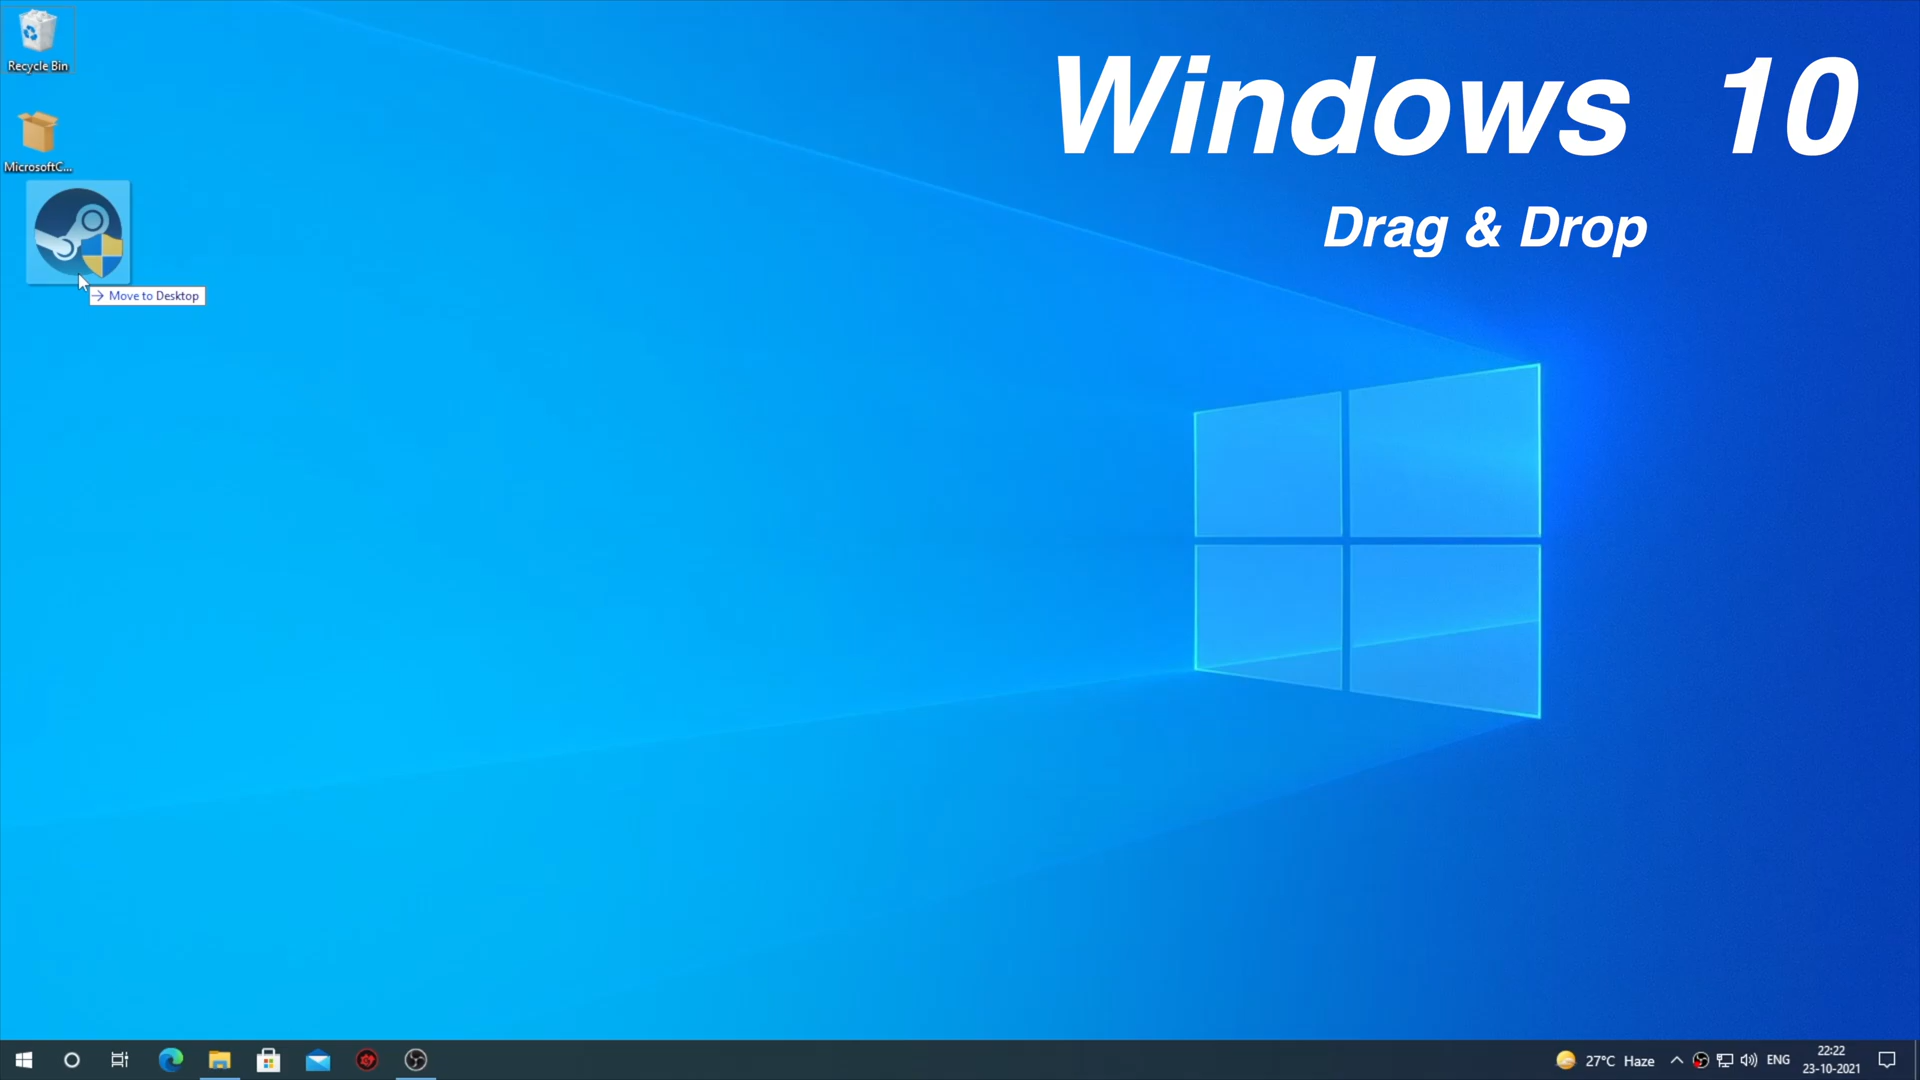 Recycle Bin
MicrosoftC...
Move to Desktop
Windows 10
Drag & Drop
27°C Haze
ENG
22:22
23-10-2021